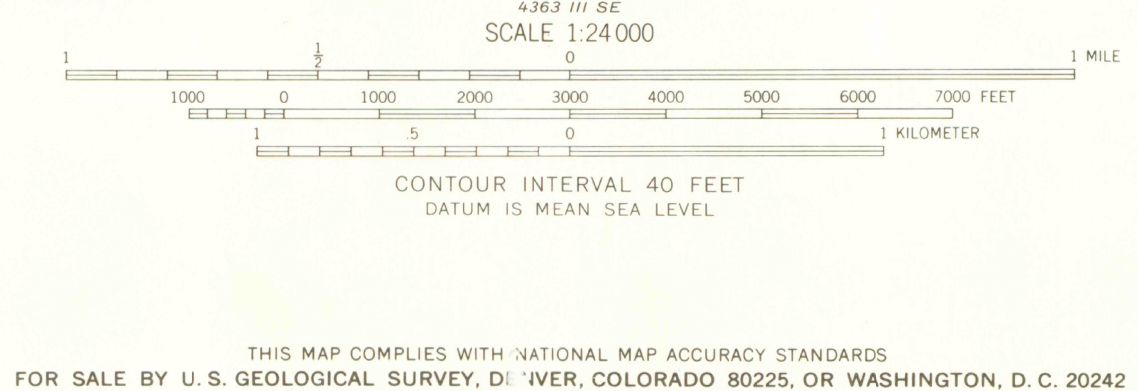 4363 III SE
SCALE 1:24 000
1 1/2 0 1 MILE
1000 0 1000 2000 3000 4000 5000 6000 7000 FEET
1 .5 0 1 KILOMETER
CONTOUR INTERVAL 40 FEET
DATUM IS MEAN SEA LEVEL
THIS MAP COMPLIES WITH NATIONAL MAP ACCURACY STANDARDS
FOR SALE BY U. S. GEOLOGICAL SURVEY, DENVER, COLORADO 80225, OR WASHINGTON, D. C. 20242